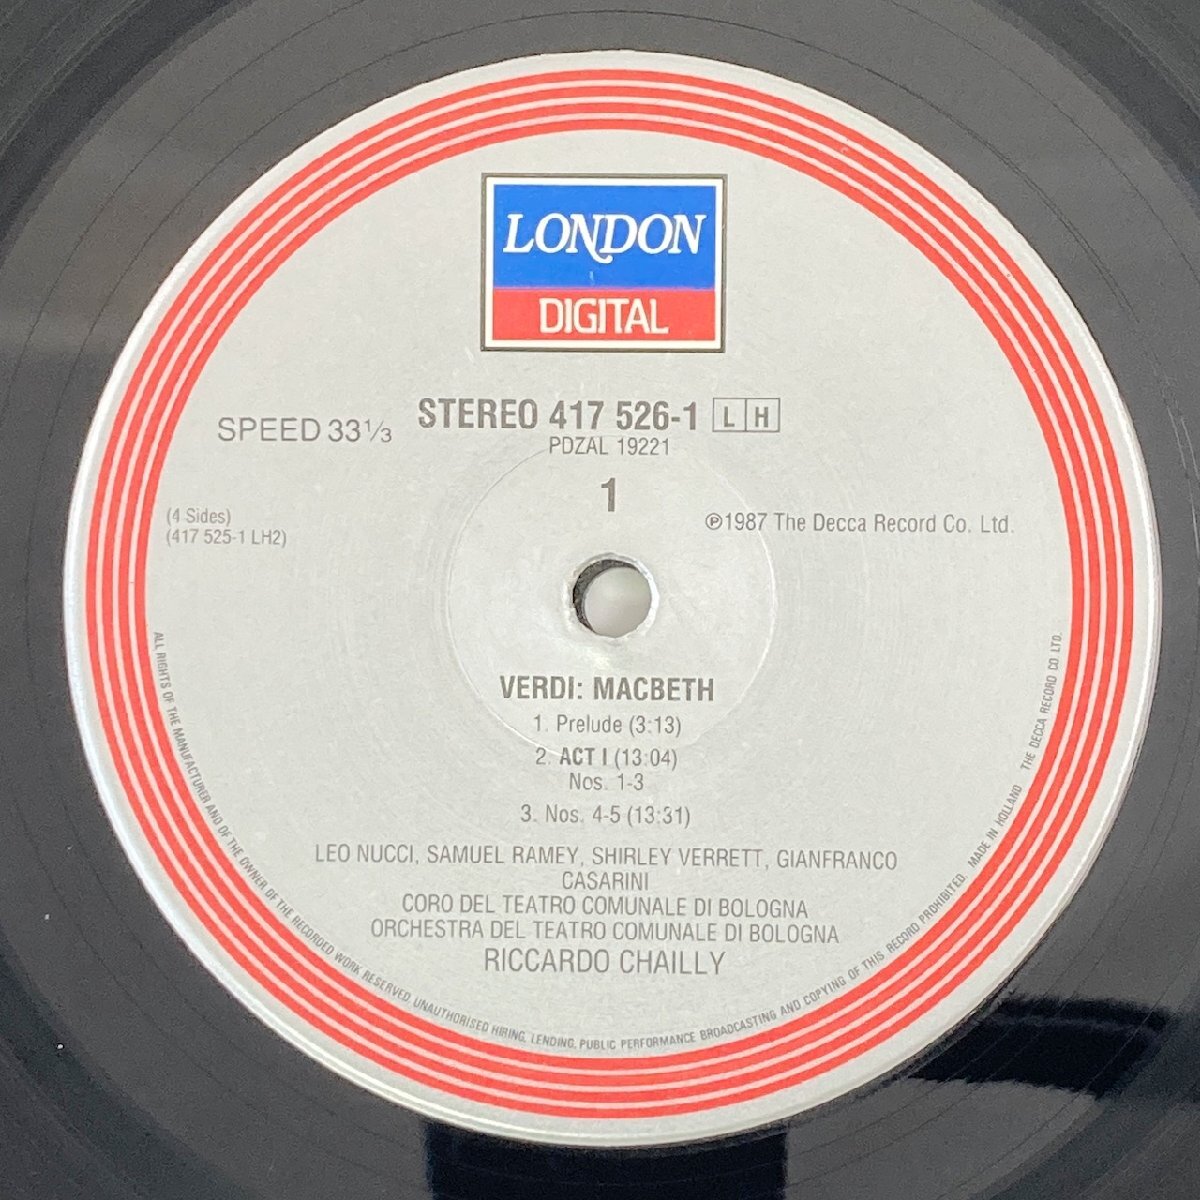 LONDON
DIGITAL
STEREO 417 526-1 L H
SPEED 33⅓
PDZAL 19221
1
(4 Sides)
(417 525-1 LH2)
℗1987 The Decca Record Co. Ltd.
VERDI: MACBETH
1. Prelude (3:13)
2. ACT I (13:04)
Nos. 1-3
3. Nos. 4-5 (13:31)
LEO NUCCI, SAMUEL RAMEY, SHIRLEY VERRETT, GIANFRANCO
CASARINI
CORO DEL TEATRO COMUNALE DI BOLOGNA
ORCHESTRA DEL TEATRO COMUNALE DI BOLOGNA
RICCARDO CHAILLY
ALL RIGHTS OF THE MANUFACTURER AND OF THE OWNER OF THE RECORDED WORK RESERVED. UNAUTHORISED HIRING, LENDING, PUBLIC PERFORMANCE BROADCASTING AND COPYING OF THIS RECORD PROHIBITED. MADE IN HOLLAND THE DECCA RECORD CO LTD.